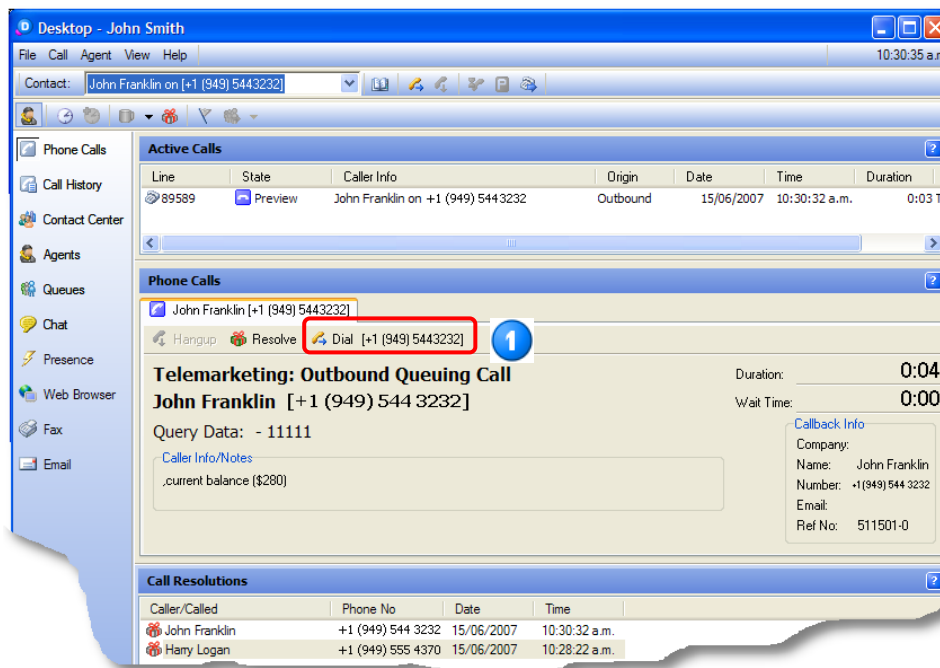 Desktop - John Smith
File Call Agent View Help 10:30:35 a.m
Contact: John Franklin on [+1 (949) 5443232]
Phone Calls
Call History
Contact Center
Agents
Queues
Chat
Presence
Web Browser
Fax
Email
Active Calls ?
Line State Caller Info Origin Date Time Duration
89589 Preview John Franklin on +1 (949) 5443232 Outbound 15/06/2007 10:30:32 a.m. 0:03 T
Phone Calls ?
John Franklin [+1 (949) 5443232]
Hangup Resolve Dial [+1 (949) 5443232] 1
Telemarketing: Outbound Queuing Call
John Franklin [+1 (949) 544 3232]
Query Data: - 11111
Caller Info/Notes
,current balance ($280)
Duration: 0:04
Wait Time: 0:00
Callback Info
Company:
Name: John Franklin
Number: +1(949) 544 3232
Email:
Ref No: 511501-0
Call Resolutions ?
Caller/Called Phone No Date Time
John Franklin +1 (949) 544 3232 15/06/2007 10:30:32 a.m.
Harry Logan +1 (949) 555 4370 15/06/2007 10:28:22 a.m.